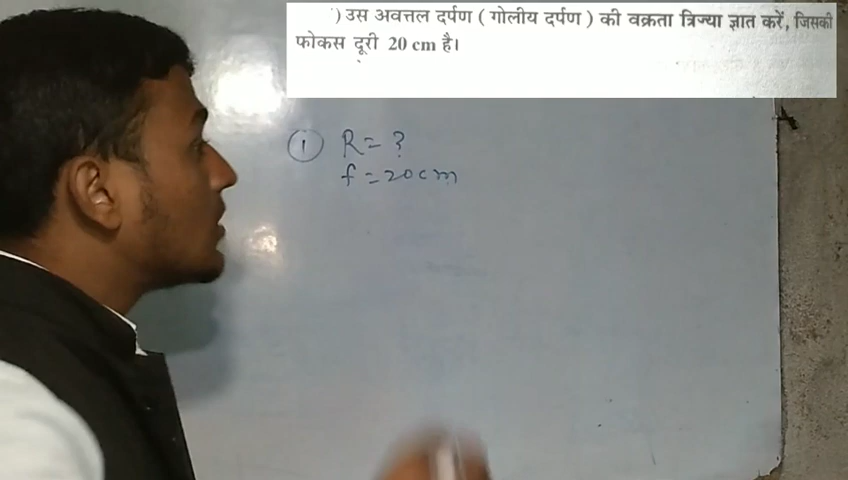 ) उस अवत्तल दर्पण ( गोलीय दर्पण ) की वक्रता त्रिज्या ज्ञात करें, जिसकी
फोकस दूरी 20 cm है।
① R = ?
f = 20cm